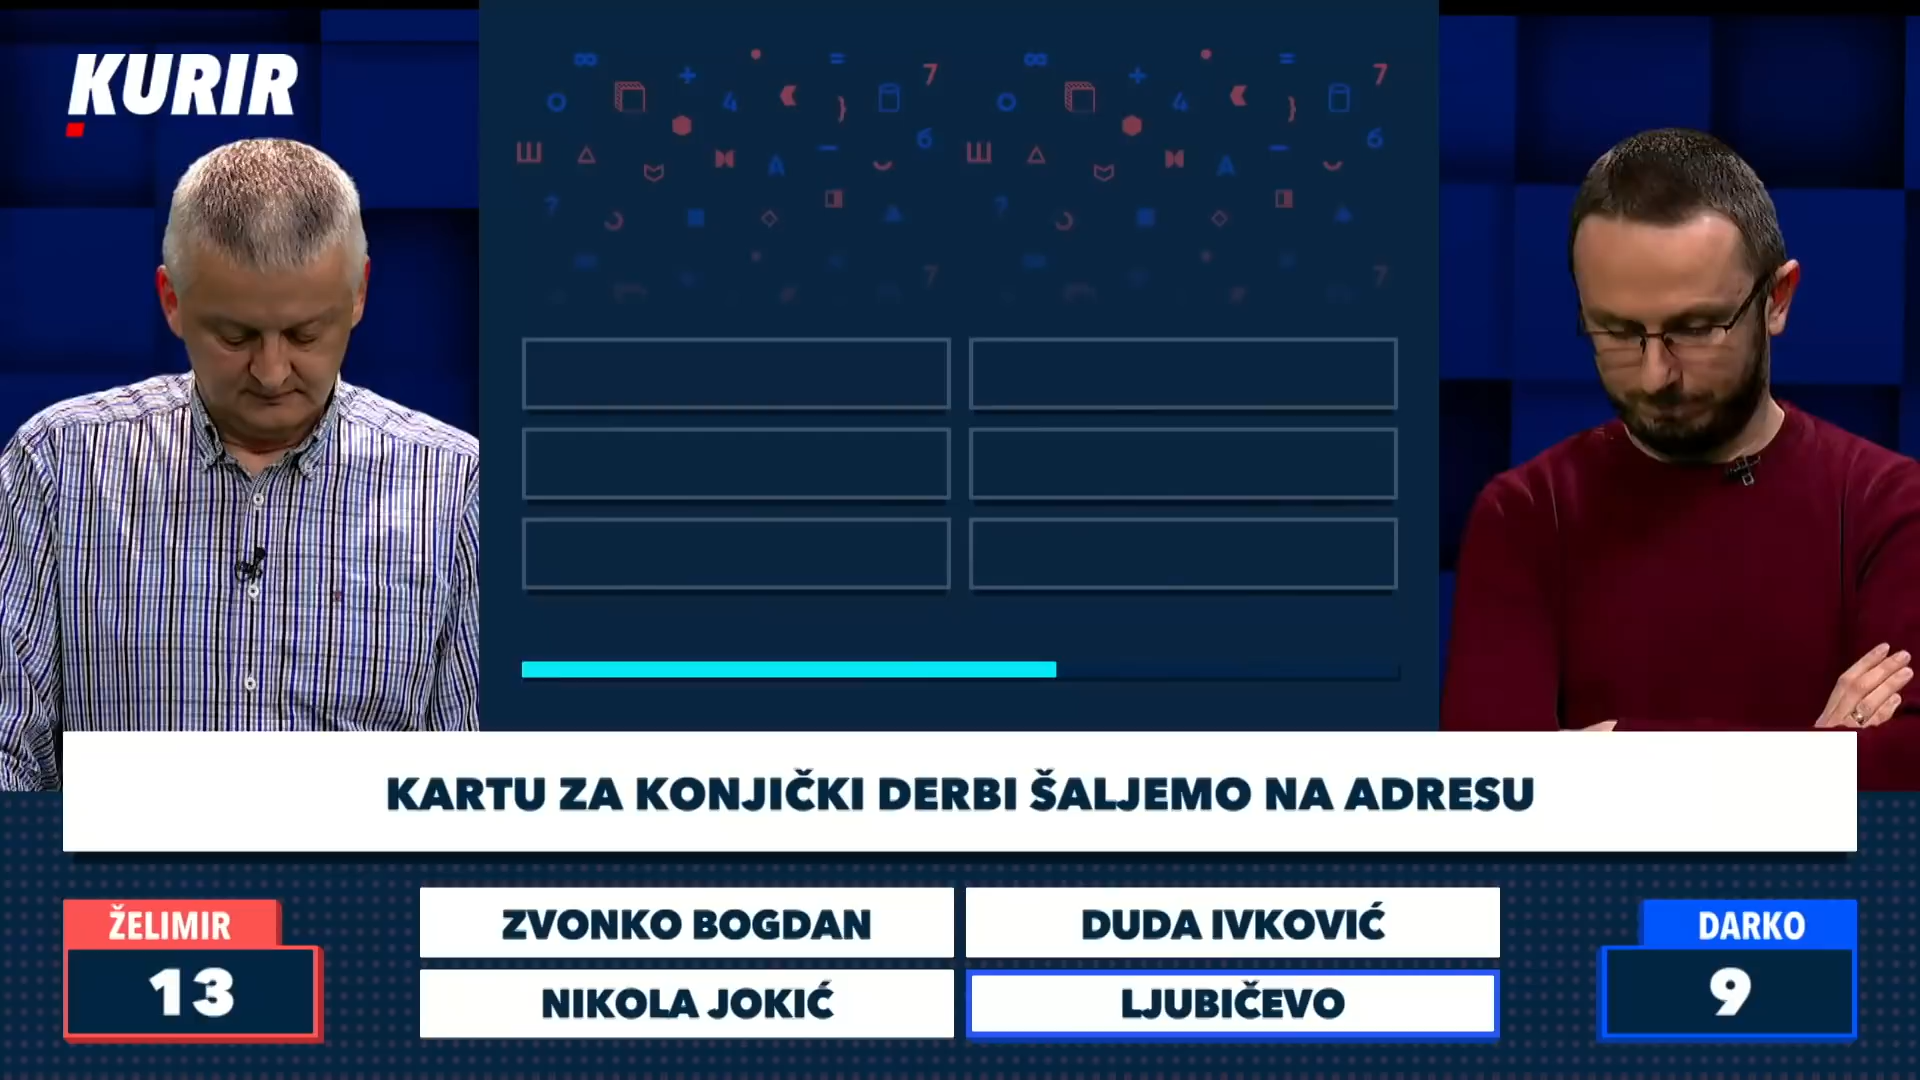 KURIR
KARTU ZA KONJIČKI DERBI ŠALJEMO NA ADRESU
ŽELIMIR
13
ZVONKO BOGDAN
DUDA IVKOVIĆ
NIKOLA JOKIĆ
LJUBIČEVO
DARKO
9